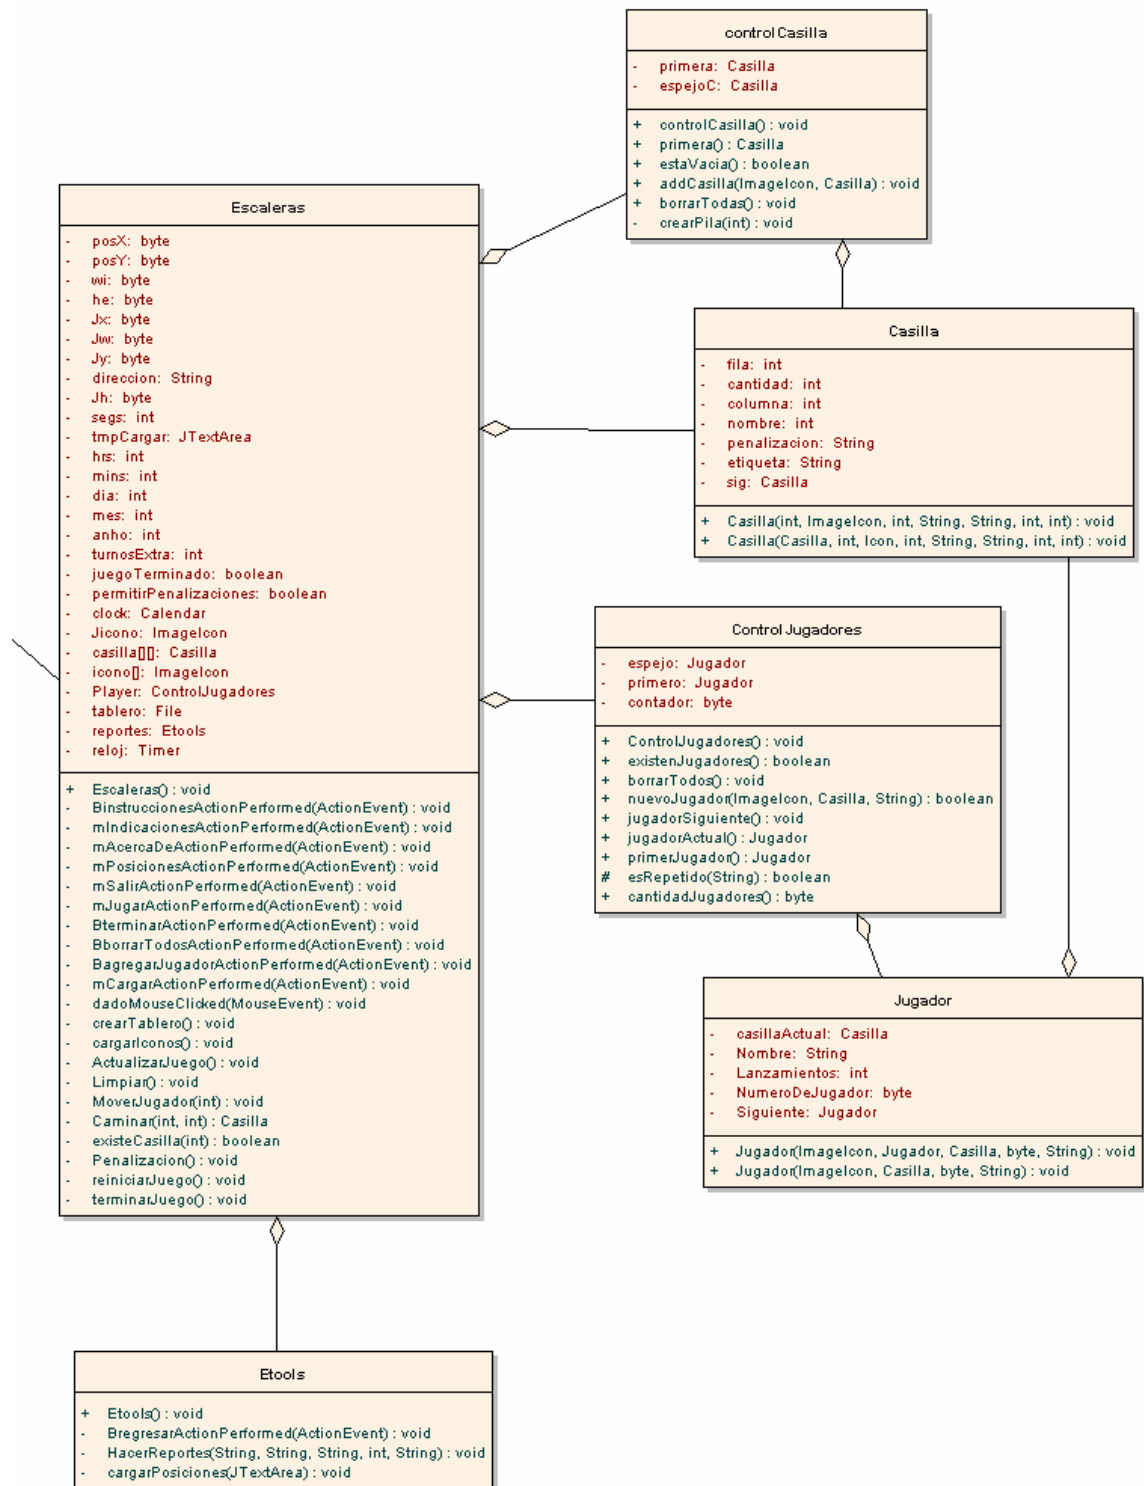 controlCasilla
- primera: Casilla
- espejoC: Casilla
+ controlCasilla() : void
+ primera() : Casilla
+ estaVacia() : boolean
+ addCasilla(ImageIcon, Casilla) : void
+ borrarTodas() : void
- crearPila(int) : void
Escaleras
- posX: byte
- posY: byte
- wi: byte
- he: byte
- Jx: byte
- Jw: byte
- Jy: byte
- direccion: String
- Jh: byte
- segs: int
- tmpCargar: JTextArea
- hrs: int
- mins: int
- dia: int
- mes: int
- anho: int
- turnosExtra: int
- juegoTerminado: boolean
- permitirPenalizaciones: boolean
- clock: Calendar
- Jicono: ImageIcon
- casilla[][]: Casilla
- icono[]: ImageIcon
- Player: ControlJugadores
- tablero: File
- reportes: Etools
- reloj: Timer
+ Escaleras() : void
- BinstruccionesActionPerformed(ActionEvent) : void
- mIndicacionesActionPerformed(ActionEvent) : void
- mAcercaDeActionPerformed(ActionEvent) : void
- mPosicionesActionPerformed(ActionEvent) : void
- mSalirActionPerformed(ActionEvent) : void
- mJugarActionPerformed(ActionEvent) : void
- BterminarActionPerformed(ActionEvent) : void
- BborrarTodosActionPerformed(ActionEvent) : void
- BagregarJugadorActionPerformed(ActionEvent) : void
- mCargarActionPerformed(ActionEvent) : void
- dadoMouseClicked(MouseEvent) : void
- crearTablero() : void
- cargarIconos() : void
- ActualizarJuego() : void
- Limpiar() : void
- MoverJugador(int) : void
- Caminar(int, int) : Casilla
- existeCasilla(int) : boolean
- Penalizacion() : void
- reiniciarJuego() : void
- terminarJuego() : void
Casilla
- fila: int
- cantidad: int
- columna: int
- nombre: int
- penalizacion: String
- etiqueta: String
- sig: Casilla
+ Casilla(int, ImageIcon, int, String, String, int, int) : void
+ Casilla(Casilla, int, Icon, int, String, String, int, int) : void
ControlJugadores
- espejo: Jugador
- primero: Jugador
- contador: byte
+ ControlJugadores() : void
+ existenJugadores() : boolean
+ borrarTodos() : void
+ nuevoJugador(ImageIcon, Casilla, String) : boolean
+ jugadorSiguiente() : void
+ jugadorActual() : Jugador
+ primerJugador() : Jugador
# esRepetido(String) : boolean
+ cantidadJugadores() : byte
Jugador
- casillaActual: Casilla
- Nombre: String
- Lanzamientos: int
- NumeroDeJugador: byte
- Siguiente: Jugador
+ Jugador(ImageIcon, Jugador, Casilla, byte, String) : void
+ Jugador(ImageIcon, Casilla, byte, String) : void
Etools
+ Etools() : void
- BregresarActionPerformed(ActionEvent) : void
- HacerReportes(String, String, String, int, String) : void
- cargarPosiciones(JTextArea) : void